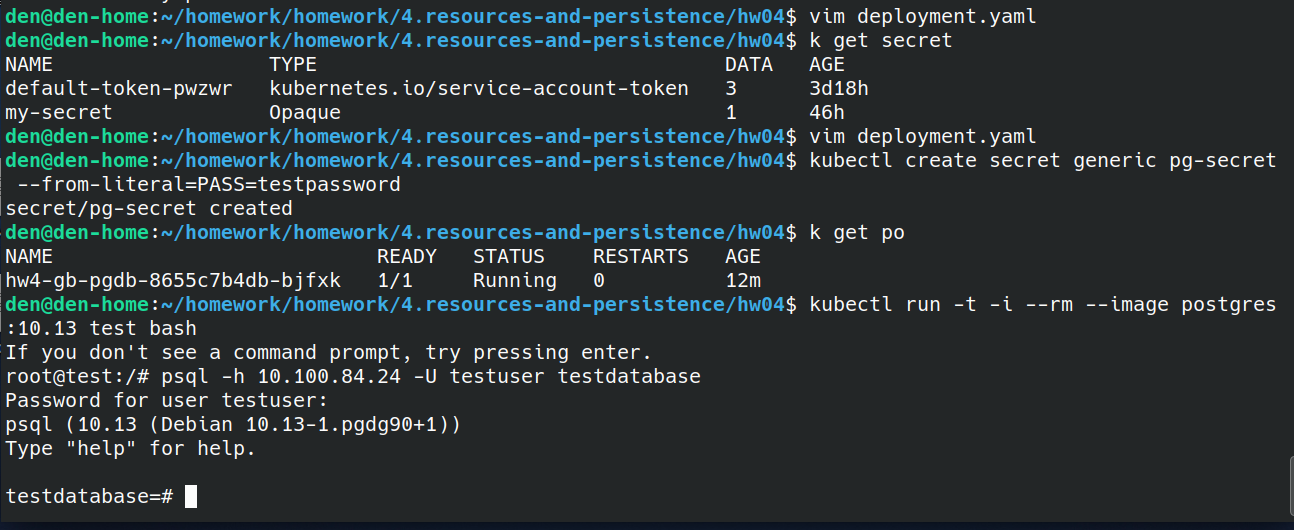 den@den-home:~/homework/homework/4.resources-and-persistence/hw04$ vim deployment.yaml
den@den-home:~/homework/homework/4.resources-and-persistence/hw04$ k get secret
NAME                  TYPE                                  DATA   AGE
default-token-pwzwr   kubernetes.io/service-account-token   3      3d18h
my-secret             Opaque                                1      46h
den@den-home:~/homework/homework/4.resources-and-persistence/hw04$ vim deployment.yaml
den@den-home:~/homework/homework/4.resources-and-persistence/hw04$ kubectl create secret generic pg-secret
 --from-literal=PASS=testpassword
secret/pg-secret created
den@den-home:~/homework/homework/4.resources-and-persistence/hw04$ k get po
NAME                           READY   STATUS    RESTARTS   AGE
hw4-gb-pgdb-8655c7b4db-bjfxk   1/1     Running   0          12m
den@den-home:~/homework/homework/4.resources-and-persistence/hw04$ kubectl run -t -i --rm --image postgres
:10.13 test bash
If you don't see a command prompt, try pressing enter.
root@test:/# psql -h 10.100.84.24 -U testuser testdatabase
Password for user testuser:
psql (10.13 (Debian 10.13-1.pgdg90+1))
Type "help" for help.

testdatabase=#